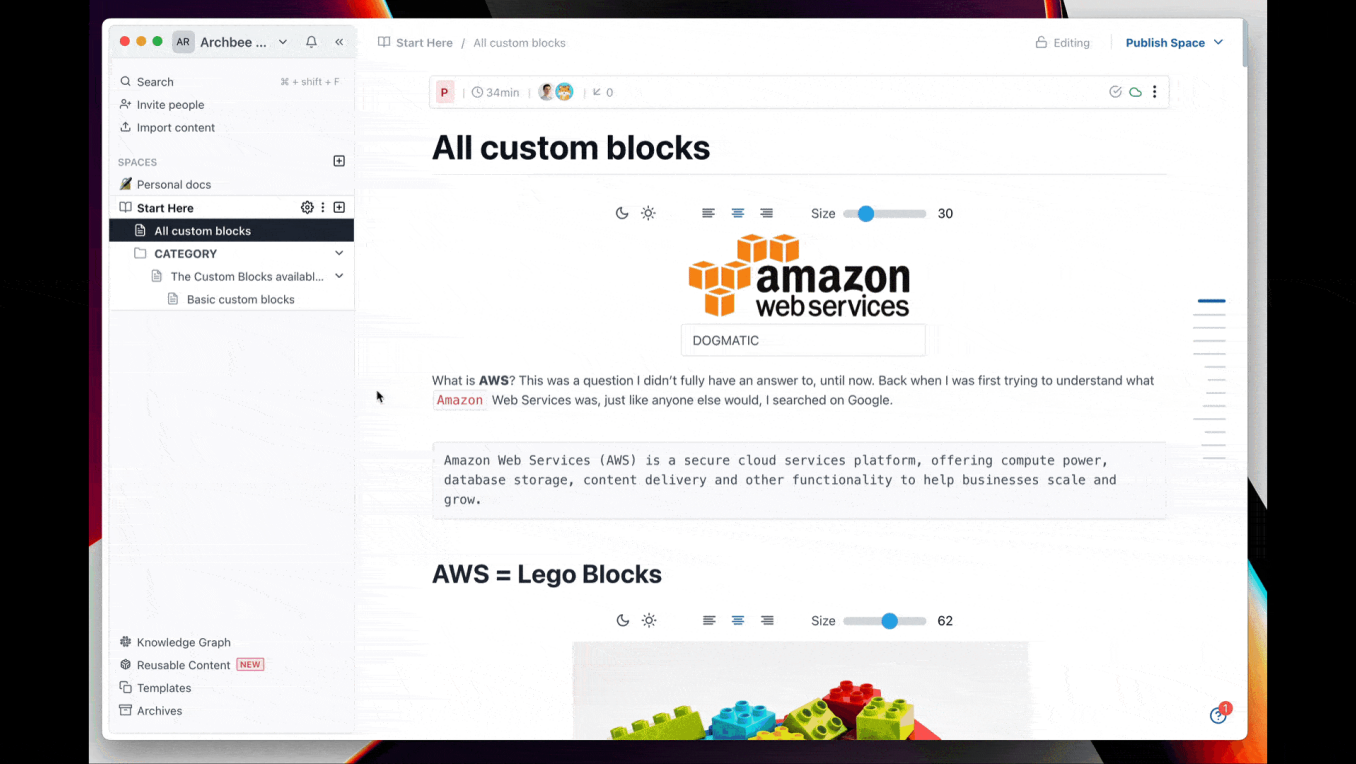 AR Archbee ...
Search ⌘ + shift + F
Invite people
Import content
SPACES
Personal docs
Start Here
All custom blocks
CATEGORY
The Custom Blocks availabl...
Basic custom blocks
Knowledge Graph
Reusable Content NEW
Templates
Archives
Start Here / All custom blocks
Editing
Publish Space
P | 34min | | 0
All custom blocks
Size 30
amazon
web services
DOGMATIC
What is AWS? This was a question I didn’t fully have an answer to, until now. Back when I was first trying to understand what
Amazon Web Services was, just like anyone else would, I searched on Google.
Amazon Web Services (AWS) is a secure cloud services platform, offering compute power,
database storage, content delivery and other functionality to help businesses scale and
grow.
AWS = Lego Blocks
Size 62
1